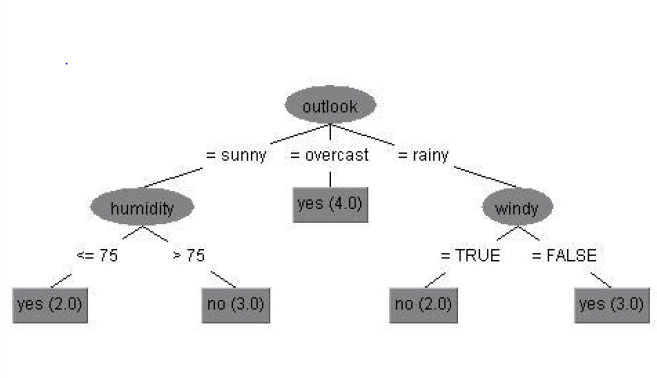 outlook
= sunny = overcast = rainy
humidity yes (4.0) windy
<= 75 > 75 = TRUE = FALSE
yes (2.0) no (3.0) no (2.0) yes (3.0)